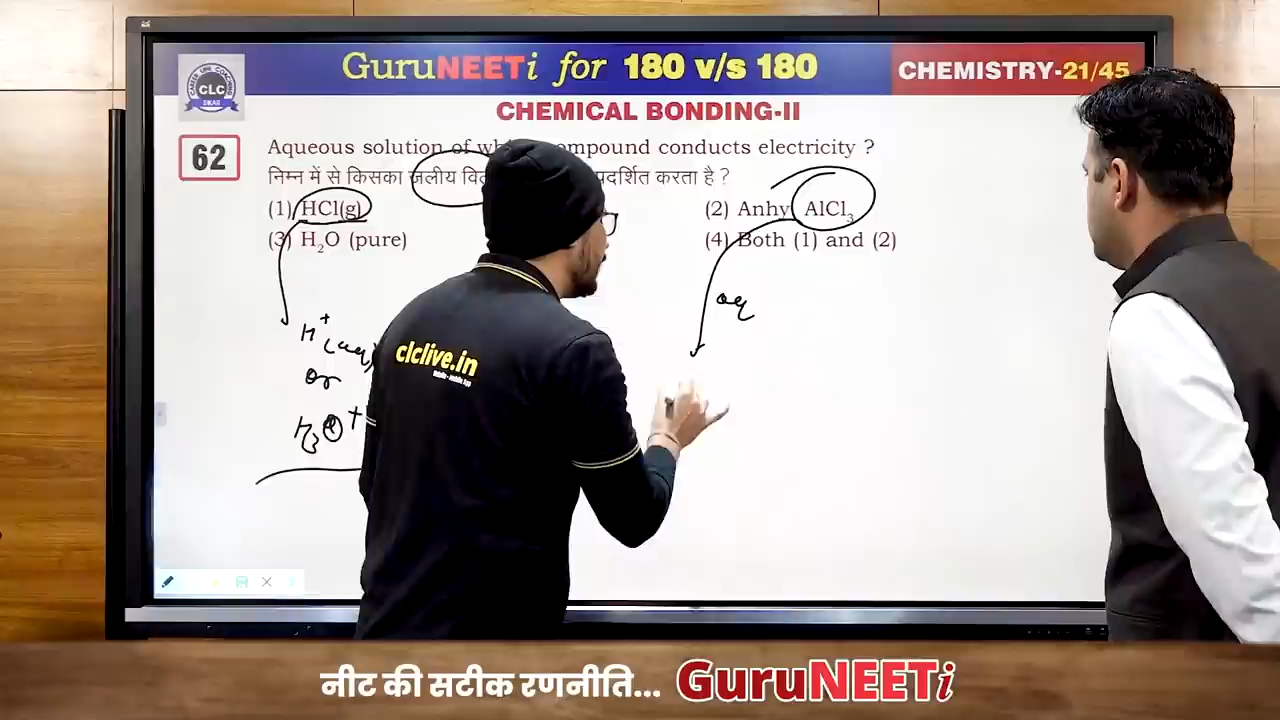 GuruNEETi for 180 v/s 180
CHEMISTRY-21/45
CLC
SIKAR
CHEMICAL BONDING-II
62
Aqueous solution of compound conducts electricity ?
निम्न में से किसका जलीय प्रदर्शित करता है ?
(1) HCl(g)
(2) Anhy AlCl₃
(3) H₂O (pure)
(4) Both (1) and (2)
aq
H⁺(aq)
or
H₃O⁺
clclive.in
नीट की सटीक रणनीति... GuruNEETi